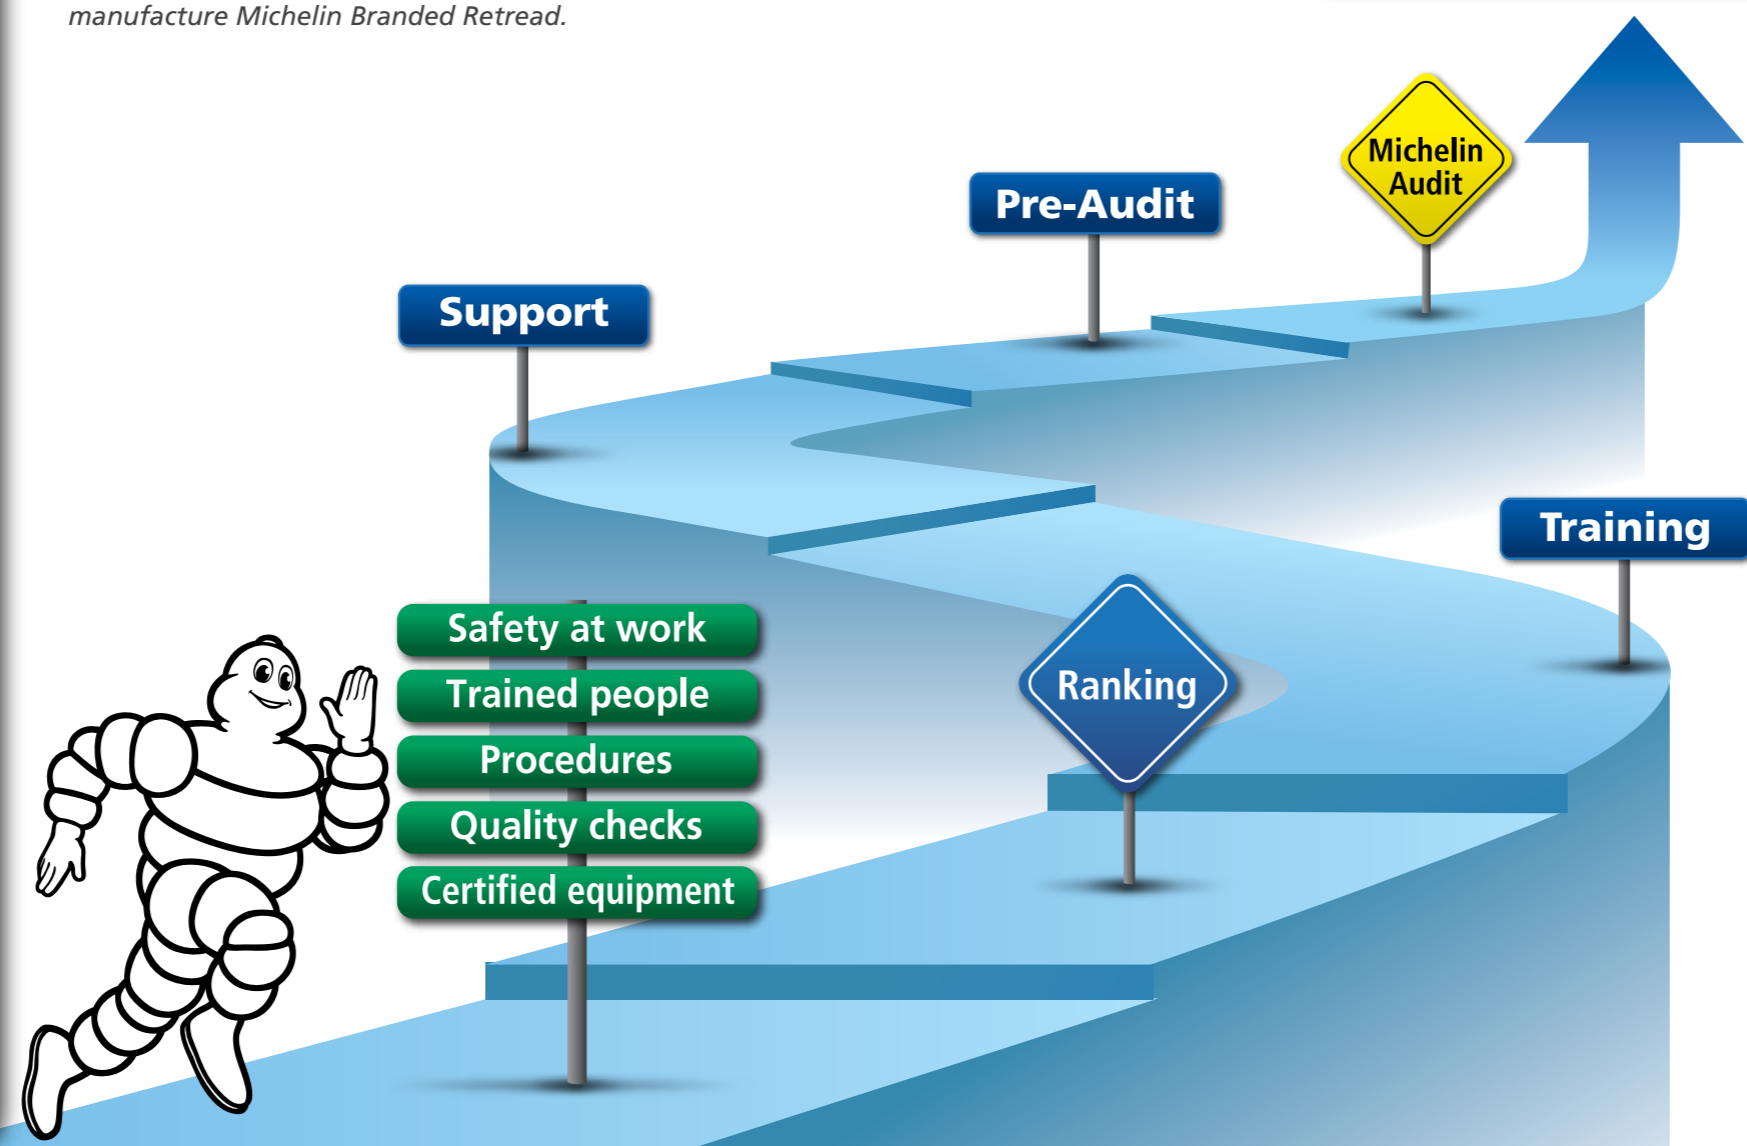 manufacture Michelin Branded Retread.
Michelin
Audit
Pre-Audit
Support
Training
Safety at work
Trained people
Procedures
Quality checks
Certified equipment
Ranking